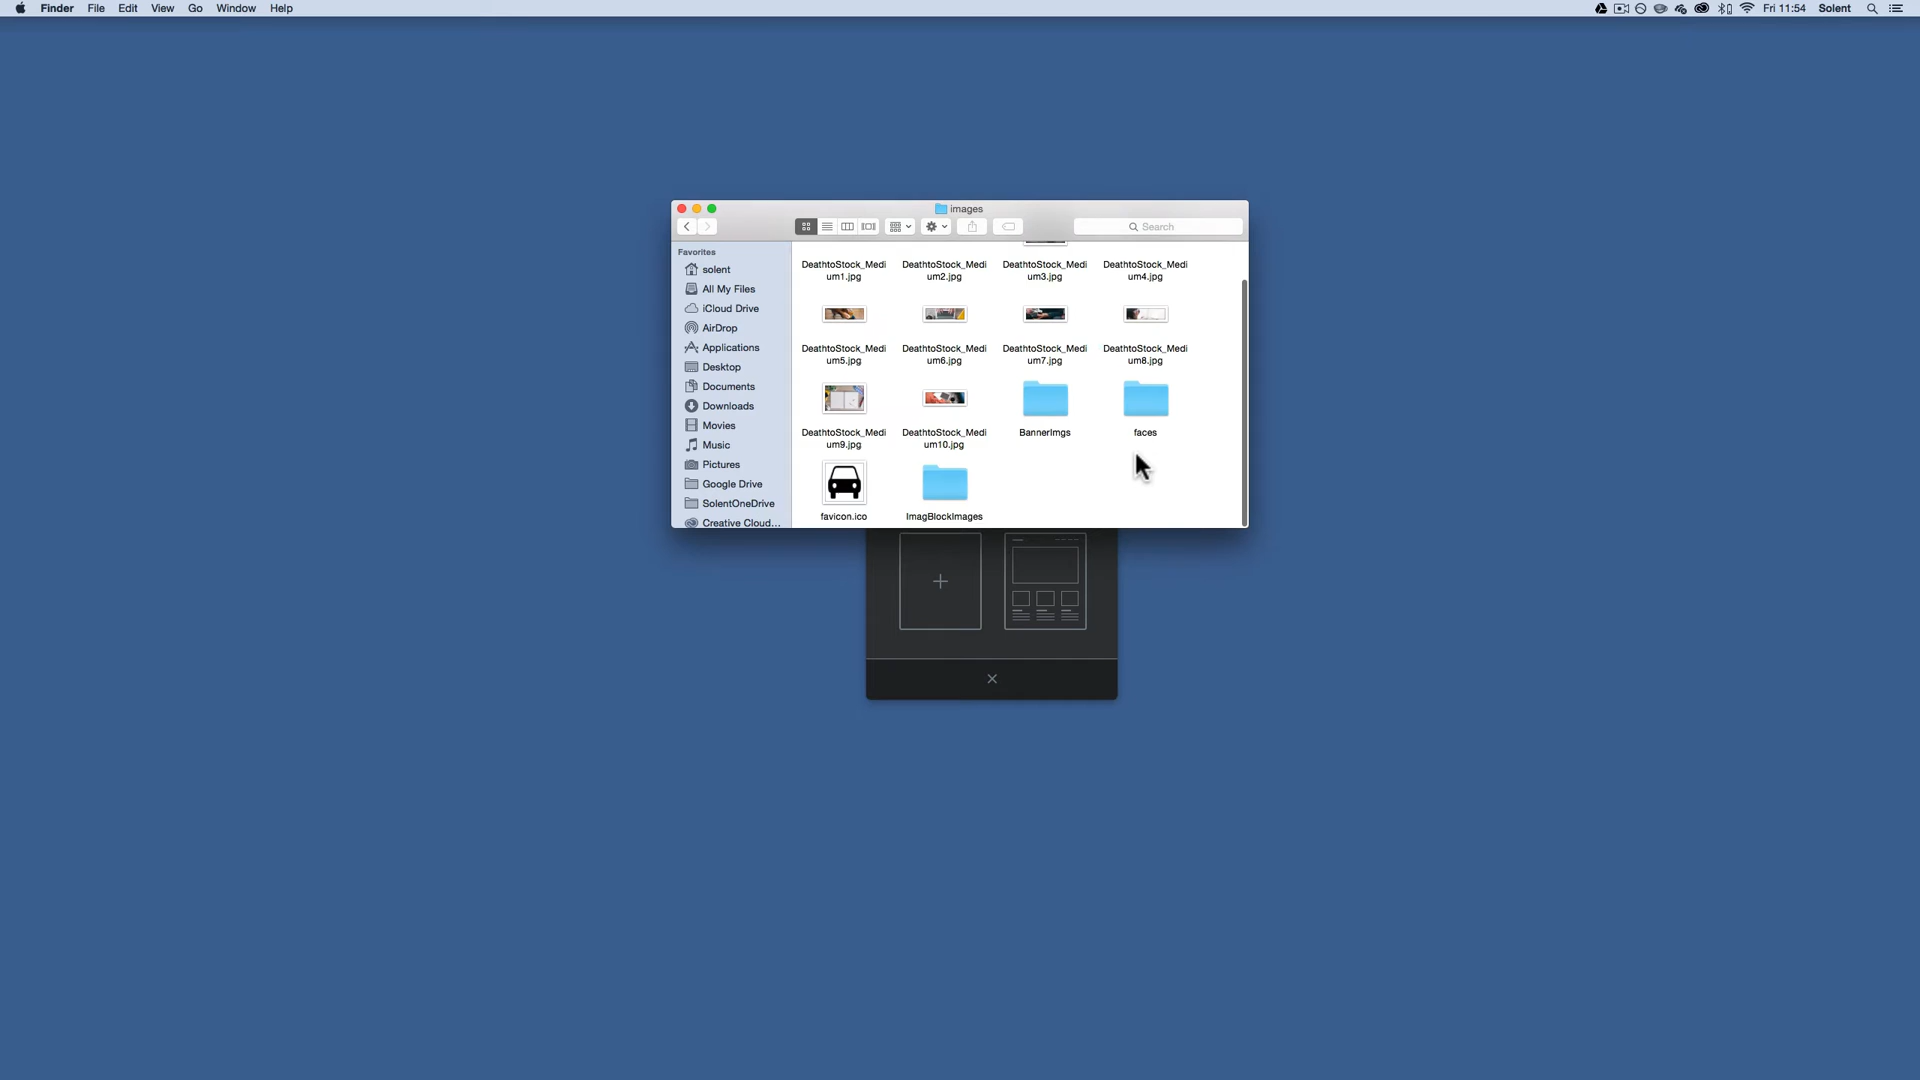 Finder File Edit View Go Window Help Fri 11:54 Solent
images
Search
Favorites
solent
All My Files
iCloud Drive
AirDrop
Applications
Desktop
Documents
Downloads
Movies
Music
Pictures
Google Drive
SolentOneDrive
Creative Cloud...
DeathtoStock_Medi
um1.jpg
DeathtoStock_Medi
um2.jpg
DeathtoStock_Medi
um3.jpg
DeathtoStock_Medi
um4.jpg
DeathtoStock_Medi
um5.jpg
DeathtoStock_Medi
um6.jpg
DeathtoStock_Medi
um7.jpg
DeathtoStock_Medi
um8.jpg
DeathtoStock_Medi
um9.jpg
DeathtoStock_Medi
um10.jpg
BannerImgs
faces
favicon.ico
ImagBlockImages